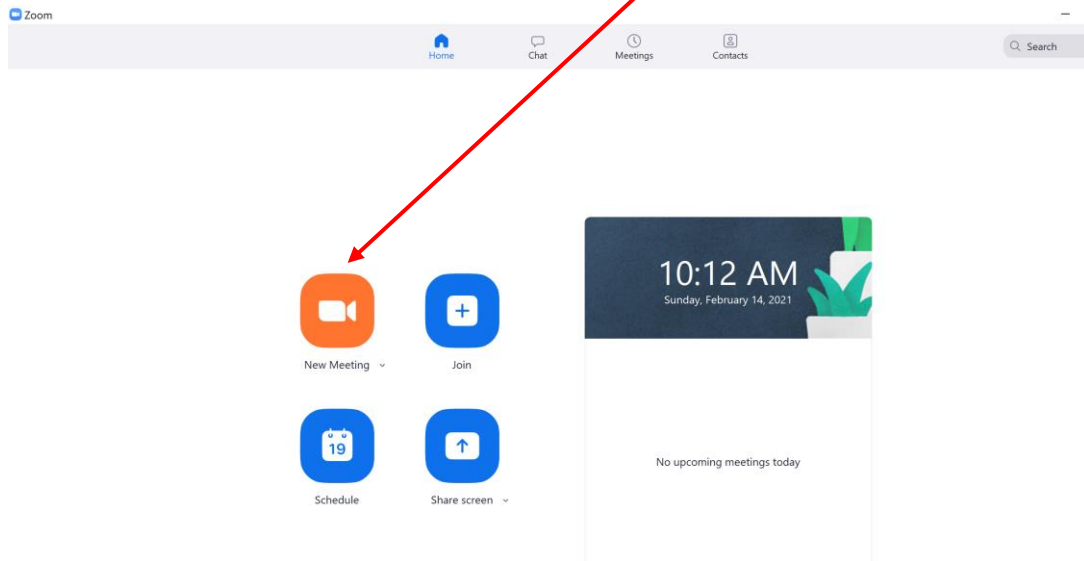 Zoom
Home Chat Meetings Contacts
Search
10:12 AM
Sunday, February 14, 2021
New Meeting Join
19
Schedule Share screen
No upcoming meetings today